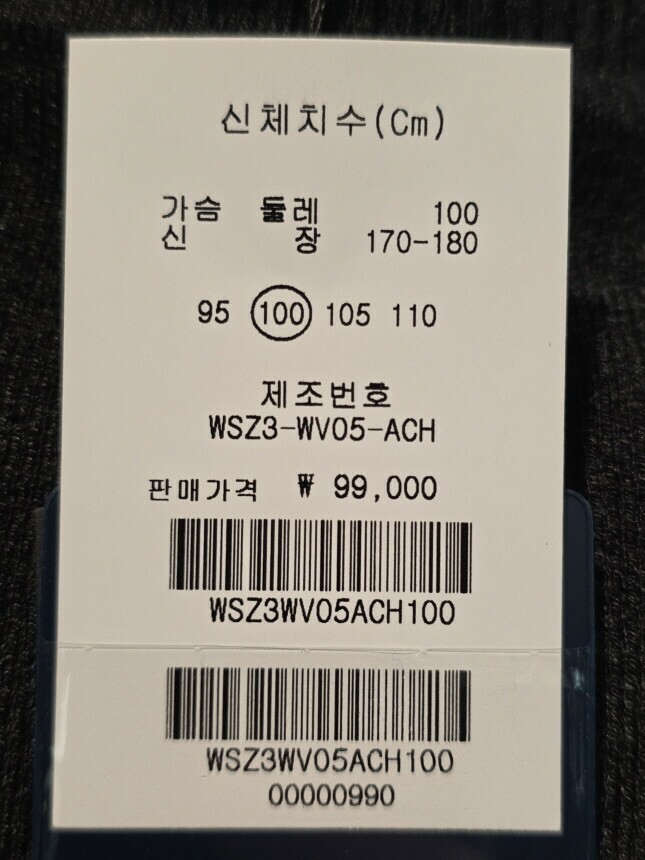 신체치수(Cm)
가슴 둘레 100
신 장 170-180
95 100 105 110
제조번호
WSZ3-WV05-ACH
판매가격 ₩ 99,000
WSZ3WV05ACH100
WSZ3WV05ACH100
00000990